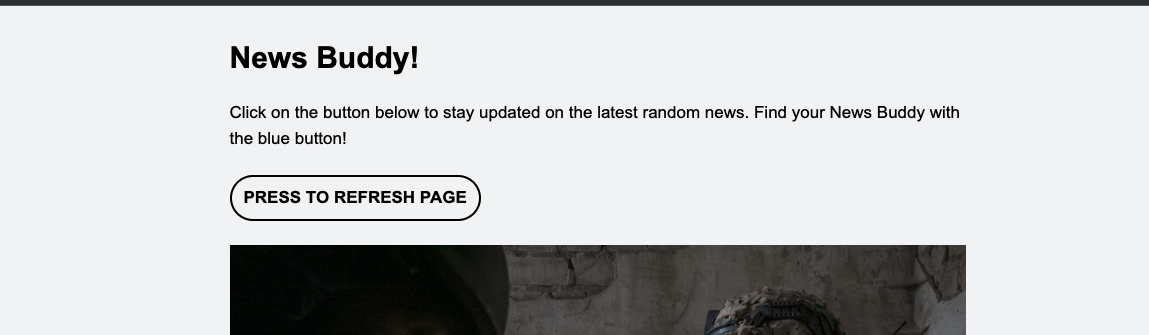 News Buddy!
Click on the button below to stay updated on the latest random news. Find your News Buddy with
the blue button!
PRESS TO REFRESH PAGE